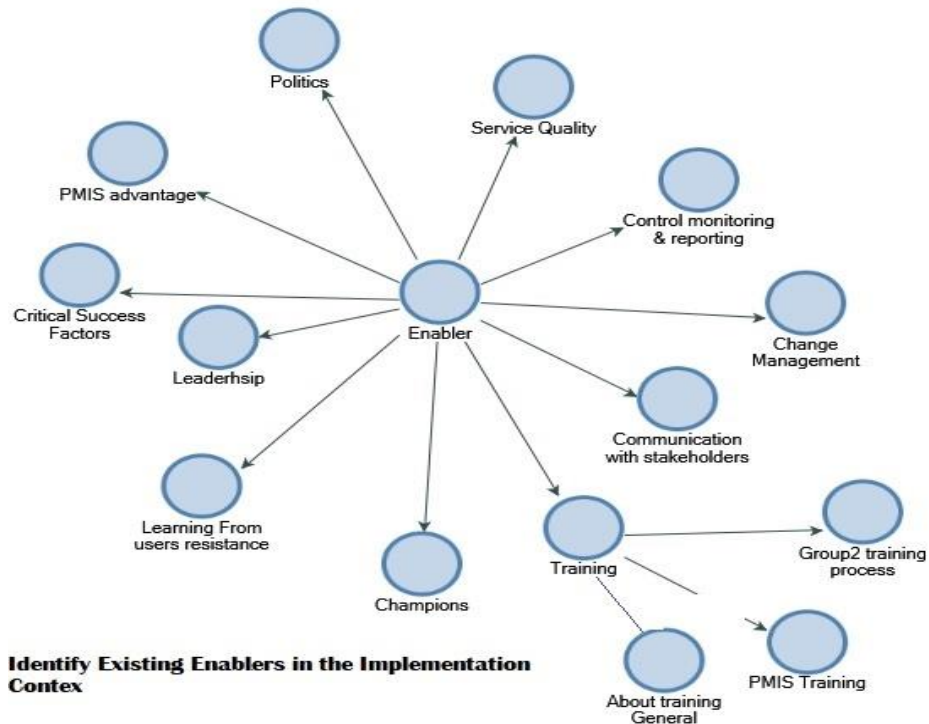 Politics
Service Quality
PMIS advantage
Control monitoring
& reporting
Critical Success
Factors
Leaderhsip
Enabler
Change
Management
Communication
with stakeholders
Learning From
users resistance
Champions
Training
Group2 training
process
Identify Existing Enablers in the Implementation
Contex
About training
General
PMIS Training